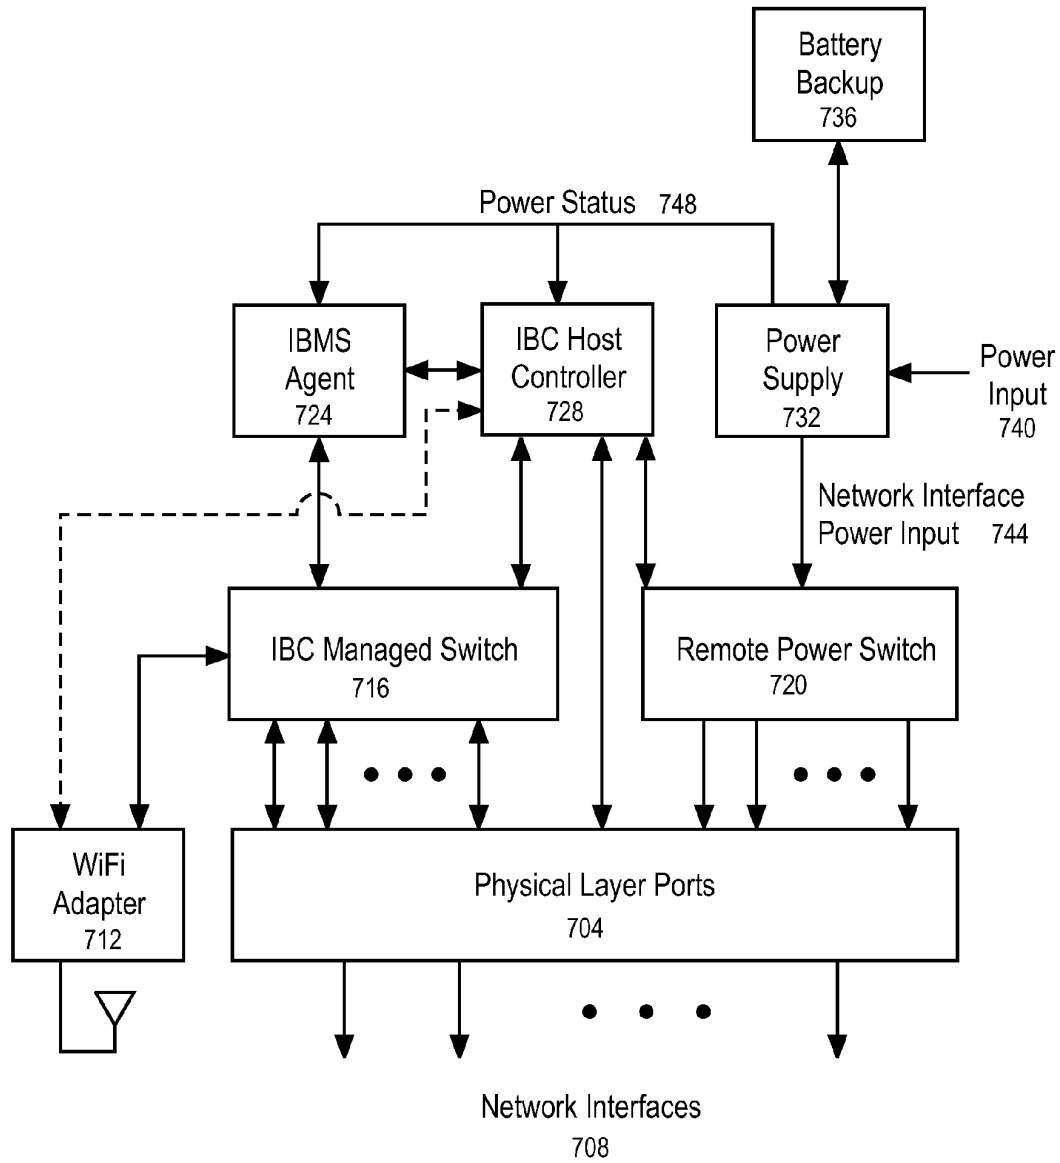 Battery
Backup
736
Power Status 748
IBMS
Agent
724
IBC Host
Controller
728
Power
Supply
732
Power
Input
740
Network Interface
Power Input 744
IBC Managed Switch
716
Remote Power Switch
720
WiFi
Adapter
712
Physical Layer Ports
704
Network Interfaces
708